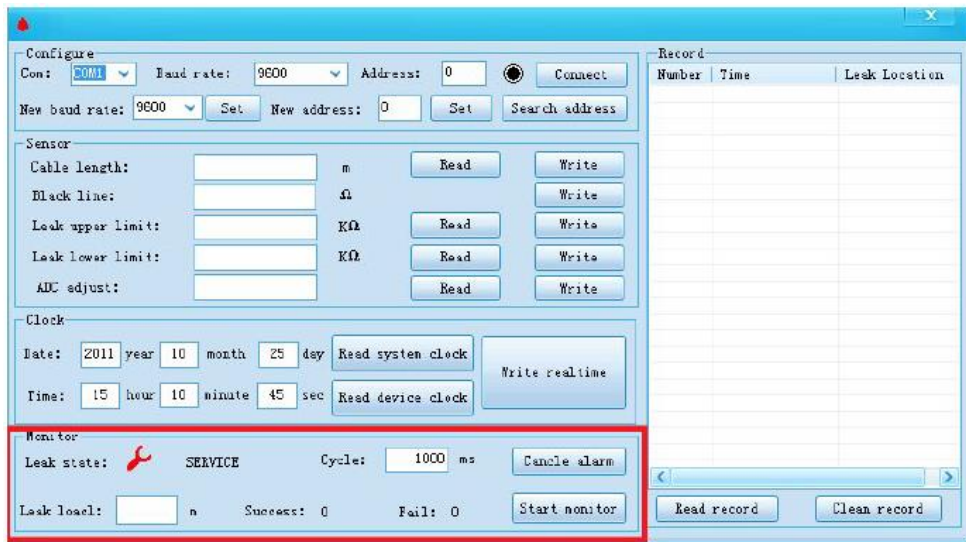 X
Configure
Com: COM1 Baud rate: 9600 Address: 0 Connect
New baud rate: 9600 Set New address: 0 Set Search address
Sensor
Cable length: m Read Write
Black line: Ω Write
Leak upper limit: KΩ Read Write
Leak lower limit: KΩ Read Write
ADC adjust: Read Write
Clock
Date: 2011 year 10 month 25 day Read system clock
Write realtime
Time: 15 hour 10 minute 45 sec Read device clock
Monitor
Leak state: SERVICE Cycle: 1000 ms Cancle alarm
Leak loacl: m Success: 0 Fail: 0 Start monitor
Record
Number Time Leak Location
Read record Clean record